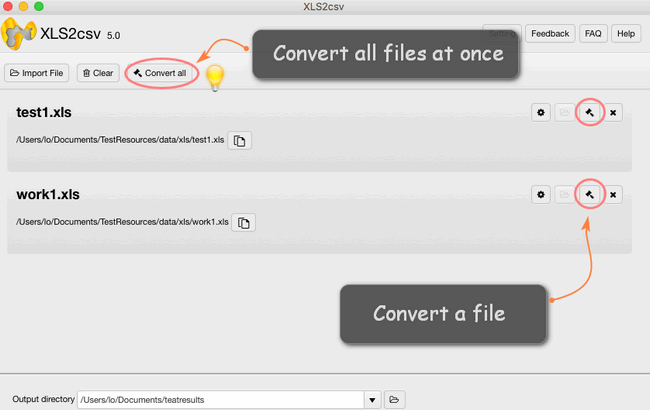 XLS2csv
XLS2csv 5.0
Setting Feedback FAQ Help
Convert all files at once
Import File Clear Convert all
test1.xls
/Users/lo/Documents/TestResources/data/xls/test1.xls
work1.xls
/Users/lo/Documents/TestResources/data/xls/work1.xls
Convert a file
Output directory /Users/lo/Documents/teatresults